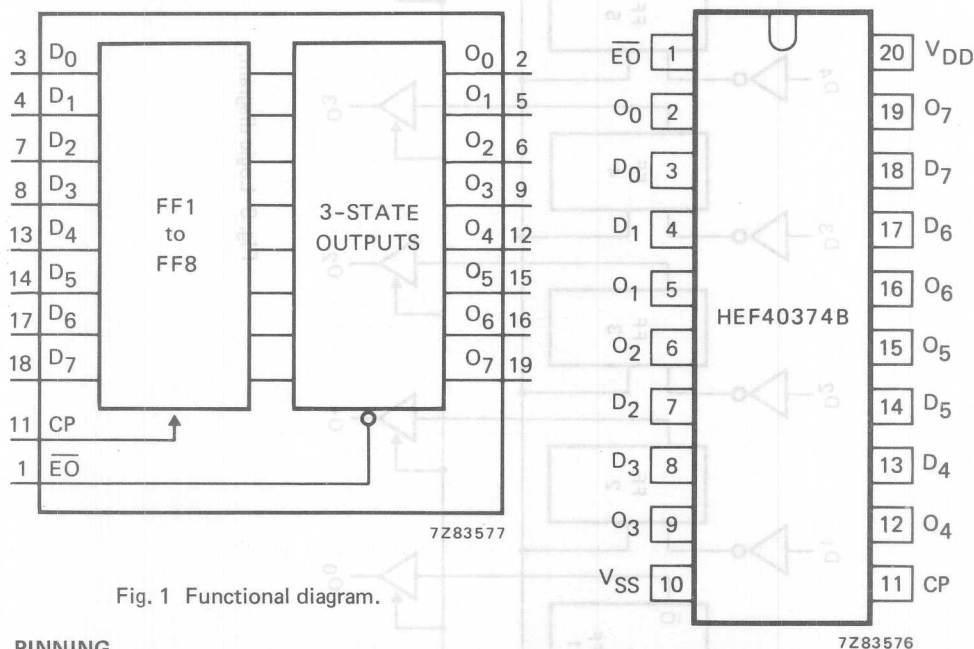 3 D0 O0 2
4 D1 O1 5
7 D2 O2 6
8 D3 O3 9
13 D4 O4 12
14 D5 O5 15
17 D6 O6 16
18 D7 O7 19
FF1
to
FF8
3-STATE
OUTPUTS
11 CP
1 E̅O̅
7Z83577
Fig. 1 Functional diagram.
E̅O̅ 1 20 VDD
O0 2 19 O7
D0 3 18 D7
D1 4 17 D6
O1 5 16 O6
HEF40374B
O2 6 15 O5
D2 7 14 D5
D3 8 13 D4
O3 9 12 O4
VSS 10 11 CP
7Z83576
PINNING